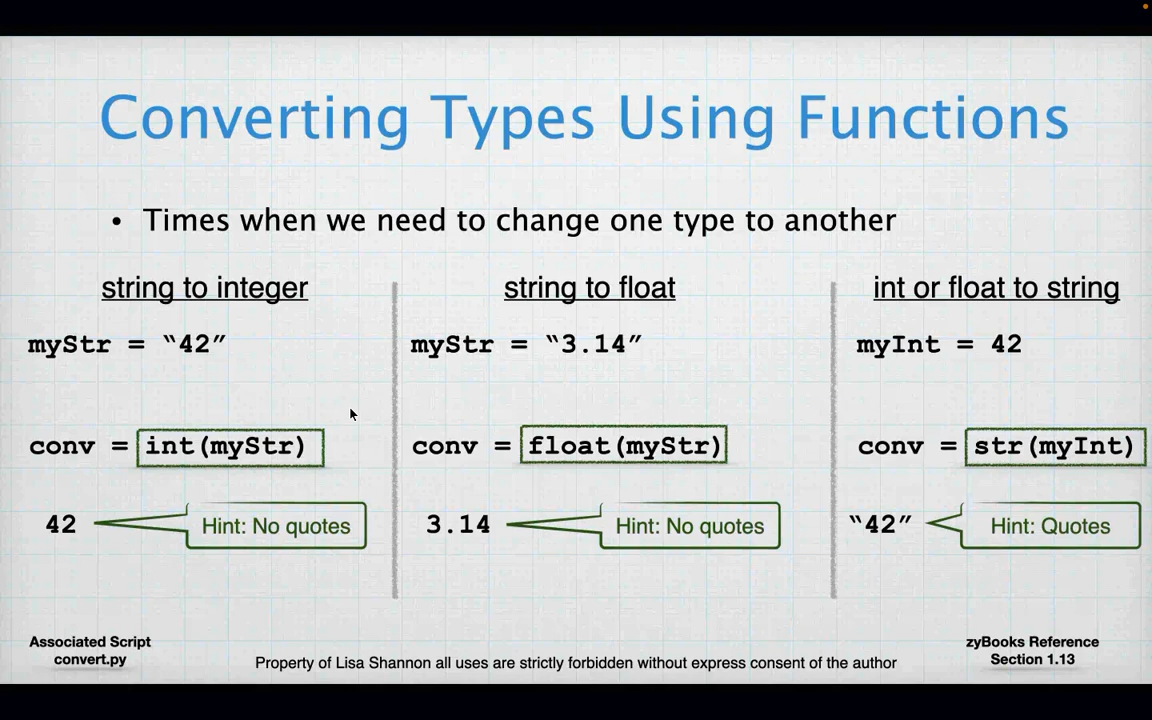 Converting Types Using Functions
• Times when we need to change one type to another
string to integer
myStr = “42”
conv = int(myStr)
42
Hint: No quotes
string to float
myStr = “3.14”
conv = float(myStr)
3.14
Hint: No quotes
int or float to string
myInt = 42
conv = str(myInt)
“42”
Hint: Quotes
Associated Script
convert.py
Property of Lisa Shannon all uses are strictly forbidden without express consent of the author
zyBooks Reference
Section 1.13